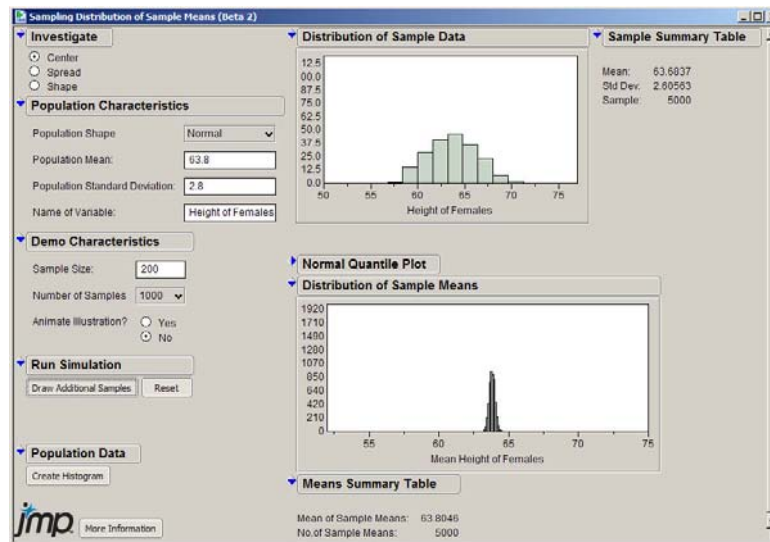 Sampling Distribution of Sample Means (Beta 2)
Investigate
Center
Spread
Shape
Population Characteristics
Population Shape Normal
Population Mean: 63.8
Population Standard Deviation: 2.8
Name of Variable: Height of Females
Demo Characteristics
Sample Size: 200
Number of Samples 1000
Animate Illustration? Yes
No
Run Simulation
Draw Additional Samples Reset
Population Data
Create Histogram
jmp More Information
Distribution of Sample Data
12.5
00.0
87.5
75.0
62.5
50.0
37.5
25.0
12.5
0.0
50 55 60 65 70 75
Height of Females
Normal Quantile Plot
Distribution of Sample Means
1920
1710
1490
1280
1070
850
640
420
210
0
55 60 65 70 75
Mean Height of Females
Means Summary Table
Mean of Sample Means: 63.8046
No.of Sample Means: 5000
Sample Summary Table
Mean: 63.6837
Std Dev: 2.60563
Sample: 5000